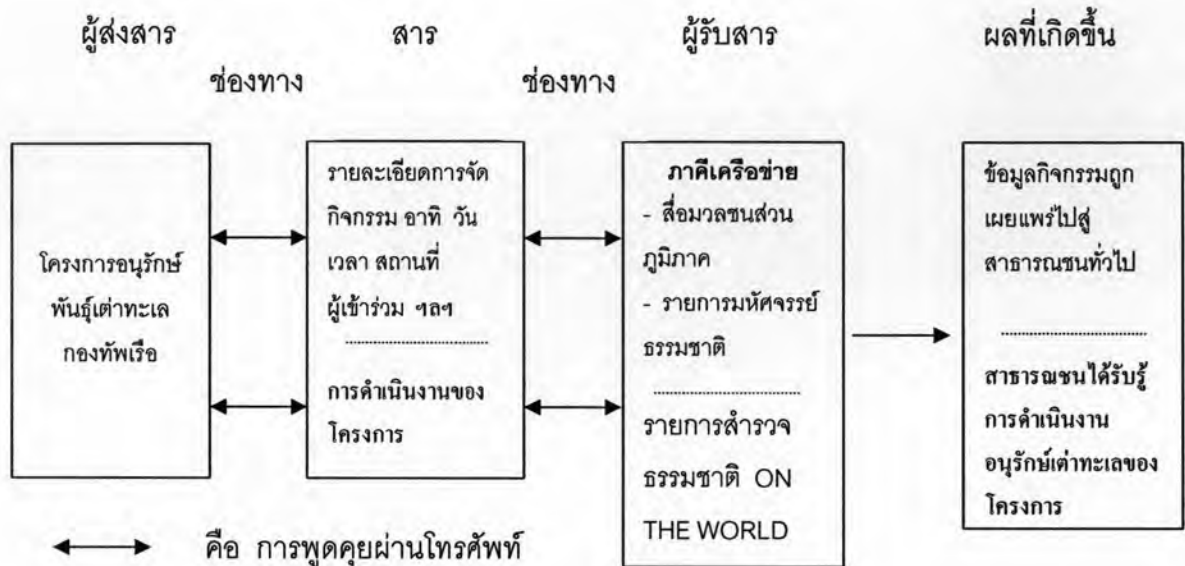 ผู้ส่งสาร
สาร
ผู้รับสาร
ผลที่เกิดขึ้น
ช่องทาง
ช่องทาง
โครงการอนุรักษ์
พันธุ์เต่าทะเล
กองทัพเรือ
รายละเอียดการจัด
กิจกรรม อาทิ วัน
เวลา สถานที่
ผู้เข้าร่วม ฯลฯ
การดำเนินงานของ
โครงการ
ภาคีเครือข่าย
- สื่อมวลชนส่วน
ภูมิภาค
- รายการมหัศจรรย์
ธรรมชาติ
รายการสำรวจ
ธรรมชาติ ON
THE WORLD
ข้อมูลกิจกรรมถูก
เผยแพร่ไปสู่
สาธารณชนทั่วไป
สาธารณชนได้รับรู้
การดำเนินงาน
อนุรักษ์เต่าทะเลของ
โครงการ
คือ การพูดคุยผ่านโทรศัพท์